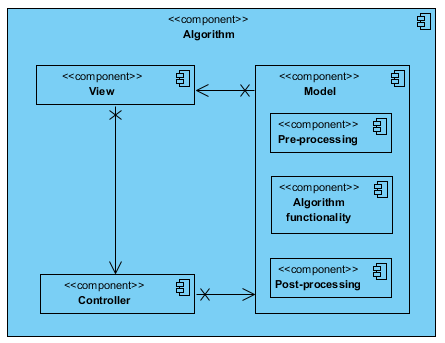 <<component>>
Algorithm
<<component>>
View
<<component>>
Model
<<component>>
Pre-processing
<<component>>
Algorithm
functionality
<<component>>
Post-processing
<<component>>
Controller